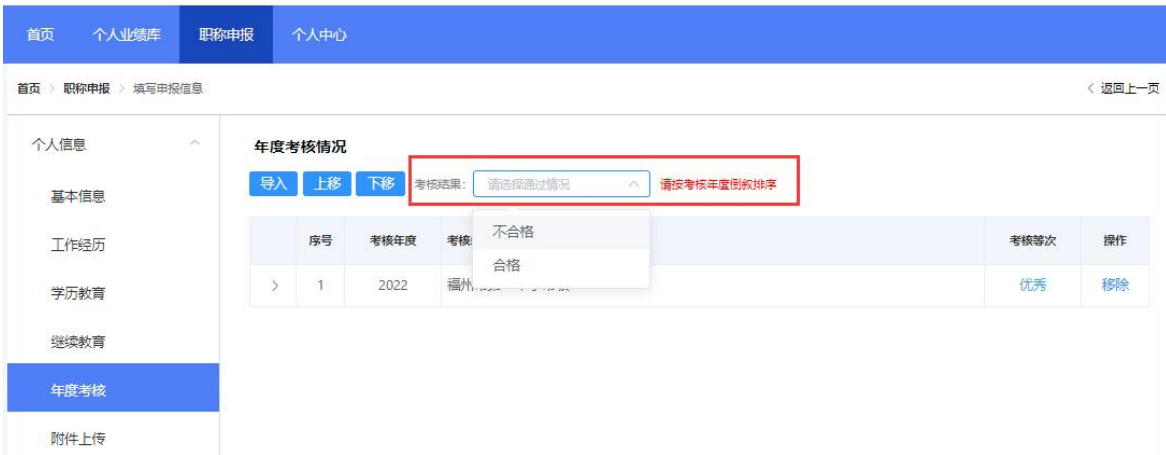 首页 个人业绩库 职称申报 个人中心
首页 > 职称申报 > 填写申报信息 < 返回上一页
个人信息
年度考核情况
导入 上移 下移 考核结果: 请选择通过情况 请按考核年度倒叙排序
基本信息
不合格
序号 考核年度 考核 考核等次 操作
工作经历
合格
> 1 2022 福州 优秀 移除
学历教育
继续教育
年度考核
附件上传